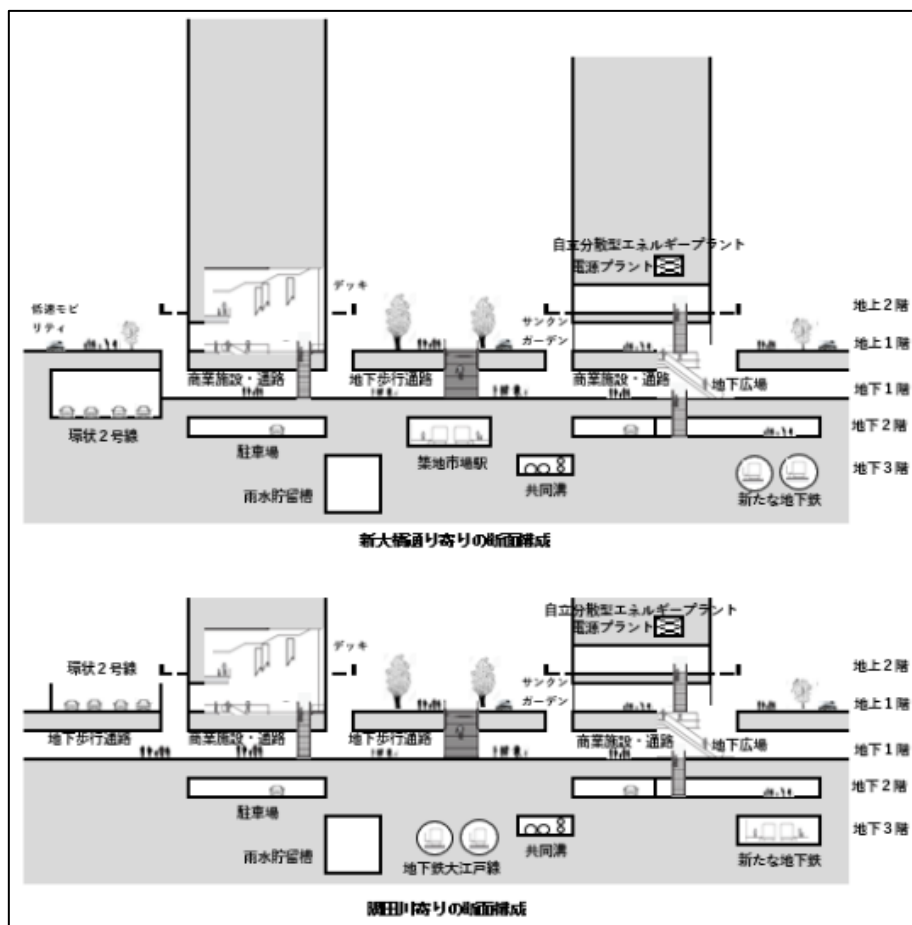 自立分散型エネルギープラント
電源プラント
デッキ
低速モビ
リティ
地上2階
サンクン
ガーデン
地上1階
商業施設・通路
地下歩行通路
商業施設・通路
地下広場
地下1階
環状2号線
駐車場
築地市場駅
地下2階
雨水貯留槽
共同溝
新たな地下鉄
地下3階
新大橋通り寄りの断面構成
自立分散型エネルギープラント
電源プラント
デッキ
環状2号線
地上2階
サンクン
ガーデン
地上1階
地下歩行通路
商業施設・通路
地下歩行通路
商業施設・通路
地下広場
地下1階
駐車場
地下2階
雨水貯留槽
地下鉄大江戸線
共同溝
新たな地下鉄
地下3階
隅田川寄りの断面構成